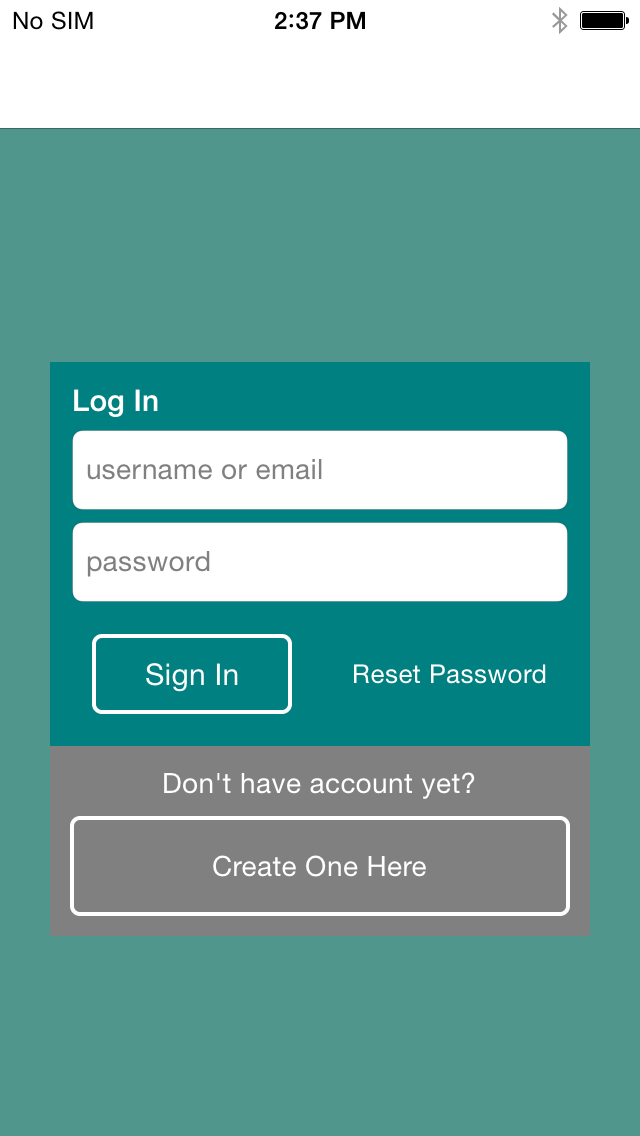 No SIM 2:37 PM
Log In
username or email
password
Sign In Reset Password
Don't have account yet?
Create One Here